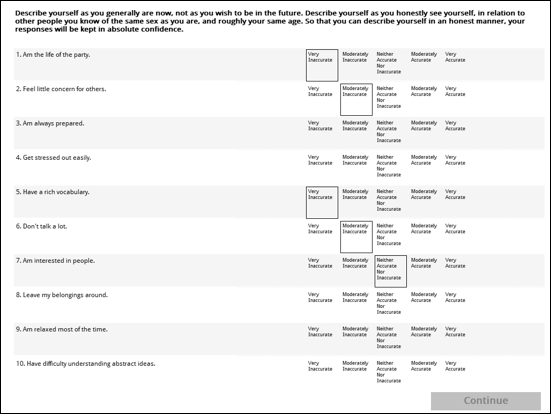 Describe yourself as you generally are now, not as you wish to be in the future. Describe yourself as you honestly see yourself, in relation to
other people you know of the same sex as you are, and roughly your same age. So that you can describe yourself in an honest manner, your
responses will be kept in absolute confidence.
1. Am the life of the party.
Very Inaccurate
Moderately Inaccurate
Neither Accurate Nor Inaccurate
Moderately Accurate
Very Accurate
2. Feel little concern for others.
Very Inaccurate
Moderately Inaccurate
Neither Accurate Nor Inaccurate
Moderately Accurate
Very Accurate
3. Am always prepared.
Very Inaccurate
Moderately Inaccurate
Neither Accurate Nor Inaccurate
Moderately Accurate
Very Accurate
4. Get stressed out easily.
Very Inaccurate
Moderately Inaccurate
Neither Accurate Nor Inaccurate
Moderately Accurate
Very Accurate
5. Have a rich vocabulary.
Very Inaccurate
Moderately Inaccurate
Neither Accurate Nor Inaccurate
Moderately Accurate
Very Accurate
6. Don't talk a lot.
Very Inaccurate
Moderately Inaccurate
Neither Accurate Nor Inaccurate
Moderately Accurate
Very Accurate
7. Am interested in people.
Very Inaccurate
Moderately Inaccurate
Neither Accurate Nor Inaccurate
Moderately Accurate
Very Accurate
8. Leave my belongings around.
Very Inaccurate
Moderately Inaccurate
Neither Accurate Nor Inaccurate
Moderately Accurate
Very Accurate
9. Am relaxed most of the time.
Very Inaccurate
Moderately Inaccurate
Neither Accurate Nor Inaccurate
Moderately Accurate
Very Accurate
10. Have difficulty understanding abstract ideas.
Very Inaccurate
Moderately Inaccurate
Neither Accurate Nor Inaccurate
Moderately Accurate
Very Accurate
Continue